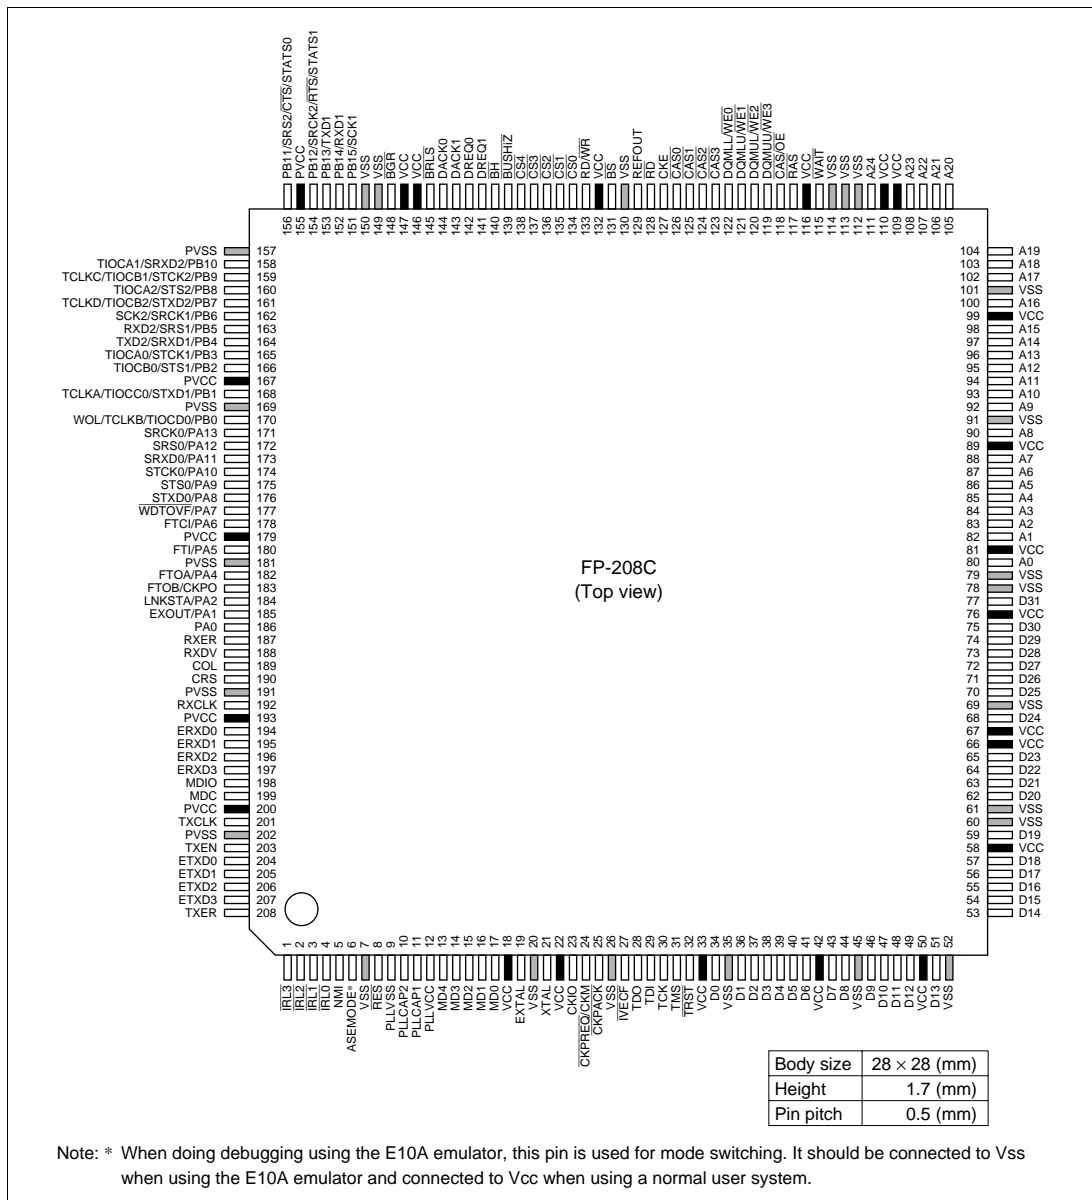 PB11/SRS2/CTS/STATS0
PVCC
PB12/SRCK2/RTS/STATS1
PB13/TXD1
PB14/RXD1
PB15/SCK1
VSS
VSS
BGR
VCC
VCC
BRLS
DACK0
DACK1
DREQ0
DREQ1
BH
BUSHiZ
CS4
CS3
CS2
CS1
CS0
RD/WR
VCC
BS
VSS
REFOUT
RD
CKE
CAS0
CAS1
CAS2
CAS3
DQMLL/WE0
DQMLU/WE1
DQMUL/WE2
DQMUU/WE3
CAS/OE
RAS
VCC
WAIT
VSS
VSS
VSS
A24
VCC
VCC
A23
A22
A21
A20
156 155 154 153 152 151 150 149 148 147 146 145 144 143 142 141 140 139 138 137 136 135 134 133 132 131 130 129 128 127 126 125 124 123 122 121 120 119 118 117 116 115 114 113 112 111 110 109 108 107 106 105
PVSS 157
TIOCA1/SRXD2/PB10 158
TCLKC/TIOCB1/STCK2/PB9 159
TIOCA2/STS2/PB8 160
TCLKD/TIOCB2/STXD2/PB7 161
SCK2/SRCK1/PB6 162
RXD2/SRS1/PB5 163
TXD2/SRXD1/PB4 164
TIOCA0/STCK1/PB3 165
TIOCB0/STS1/PB2 166
PVCC 167
TCLKA/TIOCC0/STXD1/PB1 168
PVSS 169
WOL/TCLKB/TIOCD0/PB0 170
SRCK0/PA13 171
SRS0/PA12 172
SRXD0/PA11 173
STCK0/PA10 174
STS0/PA9 175
STXD0/PA8 176
WDTOVF/PA7 177
FTCI/PA6 178
PVCC 179
FTI/PA5 180
PVSS 181
FTOA/PA4 182
FTOB/CKPO 183
LNKSTA/PA2 184
EXOUT/PA1 185
PA0 186
RXER 187
RXDV 188
COL 189
CRS 190
PVSS 191
RXCLK 192
PVCC 193
ERXD0 194
ERXD1 195
ERXD2 196
ERXD3 197
MDIO 198
MDC 199
PVCC 200
TXCLK 201
PVSS 202
TXEN 203
ETXD0 204
ETXD1 205
ETXD2 206
ETXD3 207
TXER 208
FP-208C
(Top view)
104 A19
103 A18
102 A17
101 VSS
100 A16
99 VCC
98 A15
97 A14
96 A13
95 A12
94 A11
93 A10
92 A9
91 VSS
90 A8
89 VCC
88 A7
87 A6
86 A5
85 A4
84 A3
83 A2
82 A1
81 VCC
80 A0
79 VSS
78 VSS
77 D31
76 VCC
75 D30
74 D29
73 D28
72 D27
71 D26
70 D25
69 VSS
68 D24
67 VCC
66 VCC
65 D23
64 D22
63 D21
62 D20
61 VSS
60 VSS
59 D19
58 VCC
57 D18
56 D17
55 D16
54 D15
53 D14
1 2 3 4 5 6 7 8 9 10 11 12 13 14 15 16 17 18 19 20 21 22 23 24 25 26 27 28 29 30 31 32 33 34 35 36 37 38 39 40 41 42 43 44 45 46 47 48 49 50 51 52
IRL3
IRL2
IRL1
IRL0
NMI
ASEMODE*
VSS
RES
PLLVSS
PLLCAP2
PLLCAP1
PLLVCC
MD4
MD3
MD2
MD1
MD0
VCC
EXTAL
VSS
XTAL
VCC
CKIO
CKPREQ/CKM
CKPACK
VSS
IVECF
TDO
TDI
TCK
TMS
TRST
VCC
D0
VSS
D1
D2
D3
D4
D5
D6
VCC
D7
D8
VSS
D9
D10
D11
D12
VCC
D13
VSS
Body size 28 × 28 (mm)
Height 1.7 (mm)
Pin pitch 0.5 (mm)
Note: * When doing debugging using the E10A emulator, this pin is used for mode switching. It should be connected to Vss
when using the E10A emulator and connected to Vcc when using a normal user system.